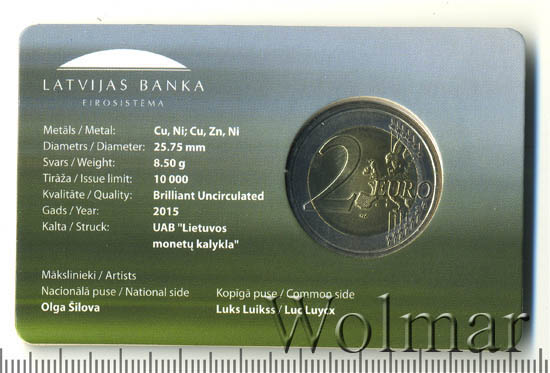 LATVIJAS BANKA
EIROSISTĒMA
Metāls / Metal: Cu, Ni; Cu, Zn, Ni
Diametrs / Diameter: 25.75 mm
Svars / Weight: 8.50 g
Tirāža / Issue limit: 10 000
Kvalitāte / Quality: Brilliant Uncirculated
Gads / Year: 2015
Kalta / Struck: UAB "Lietuvos
monetų kalykla"
2 EURO
Mākslinieki / Artists
Nacionālā puse / National side
Olga Šilova
Kopīgā puse / Common side
Luks Luikss / Luc Luycx
Wolmar